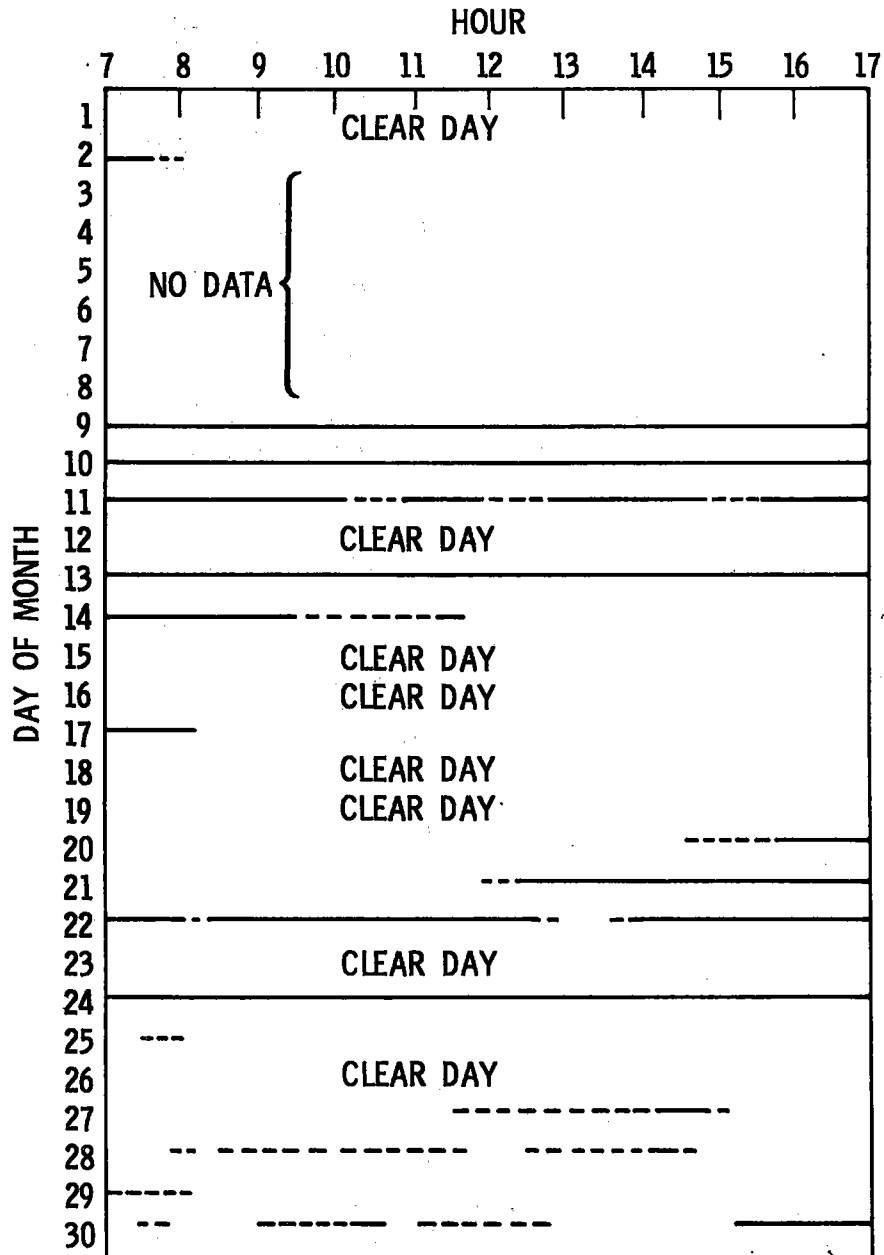 HOUR
7 8 9 10 11 12 13 14 15 16 17
1 CLEAR DAY
2
3
4
5
NO DATA
6
7
8
9
10
11
DAY OF MONTH
12 CLEAR DAY
13
14
15 CLEAR DAY
16 CLEAR DAY
17
18 CLEAR DAY
19 CLEAR DAY
20
21
22
23 CLEAR DAY
24
25
26 CLEAR DAY
27
28
29
30